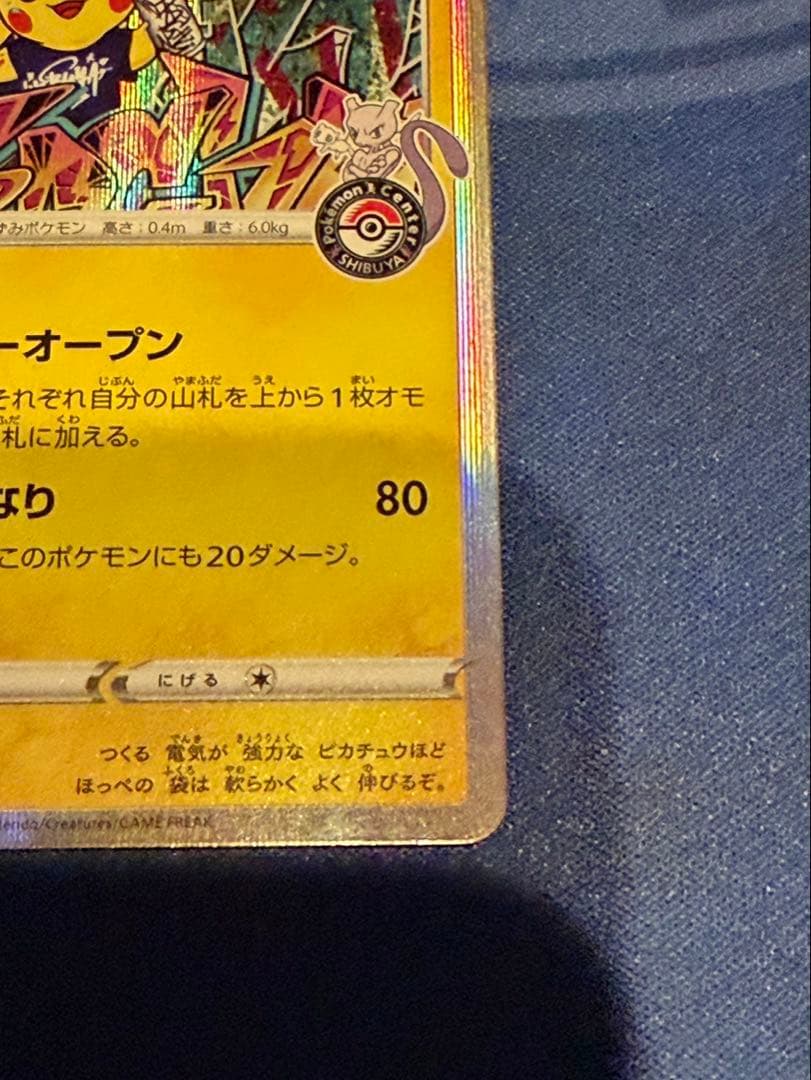 Pokémon Center
SHIBUYA
ずみポケモン 高さ:0.4m 重さ:6.0kg
ーオープン
それぞれ自分の山札を上から1枚オモ
札に加える。
なり 80
このポケモンにも20ダメージ。
にげる
つくる 電気が 強力な ピカチュウほど
ほっぺの 袋は 軟らかく よく 伸びるぞ。
tendo/Creatures/GAME FREAK